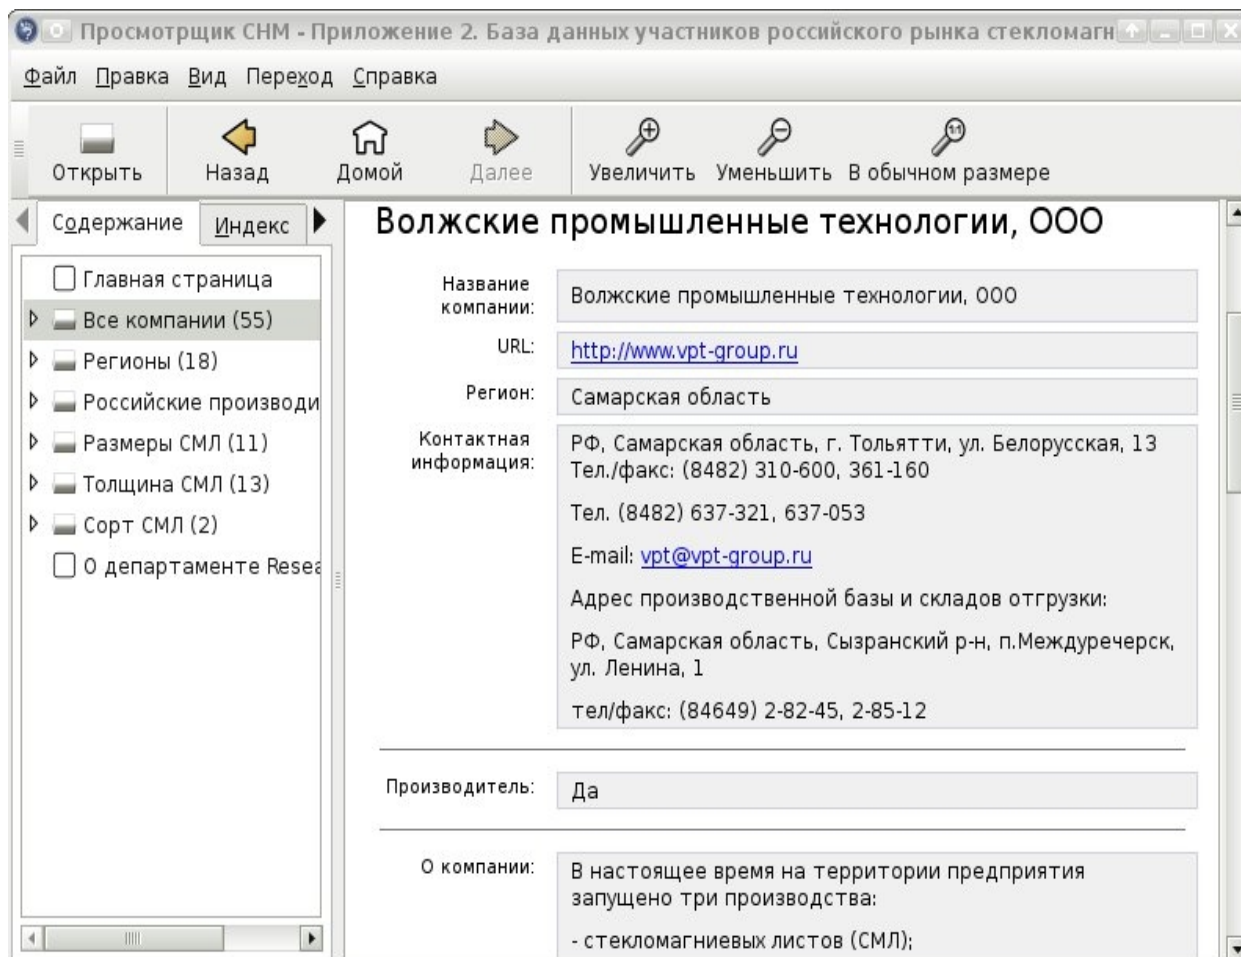 Просмотрщик СНМ - Приложение 2. База данных участников российского рынка стекломагн
Файл Правка Вид Переход Справка
Открыть Назад Домой Далее Увеличить Уменьшить В обычном размере
1:1
Содержание Индекс
Главная страница
Все компании (55)
Регионы (18)
Российские производи
Размеры СМЛ (11)
Толщина СМЛ (13)
Сорт СМЛ (2)
О департаменте Resea
Волжские промышленные технологии, ООО
Название
компании:
Волжские промышленные технологии, ООО
URL:
http://www.vpt-group.ru
Регион:
Самарская область
Контактная
информация:
РФ, Самарская область, г. Тольятти, ул. Белорусская, 13
Тел./факс: (8482) 310-600, 361-160
Тел. (8482) 637-321, 637-053
E-mail: vpt@vpt-group.ru
Адрес производственной базы и складов отгрузки:
РФ, Самарская область, Сызранский р-н, п.Междуречерск,
ул. Ленина, 1
тел/факс: (84649) 2-82-45, 2-85-12
Производитель:
Да
О компании:
В настоящее время на территории предприятия
запущено три производства:
- стекломагниевых листов (СМЛ);